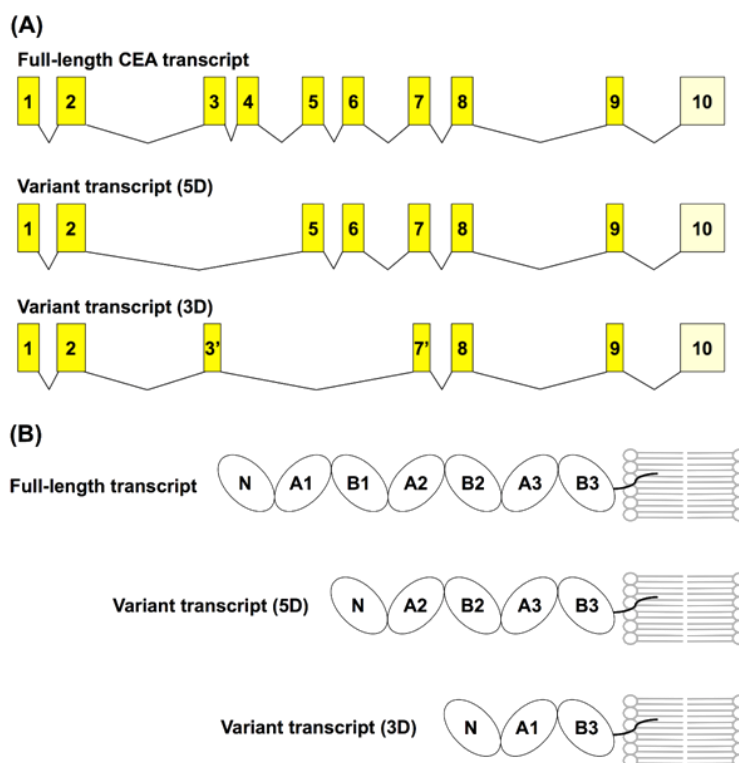 (A)
Full-length CEA transcript
1 2 3 4 5 6 7 8 9 10
Variant transcript (5D)
1 2 5 6 7 8 9 10
Variant transcript (3D)
1 2 3’ 7’ 8 9 10
(B)
Full-length transcript N A1 B1 A2 B2 A3 B3
Variant transcript (5D) N A2 B2 A3 B3
Variant transcript (3D) N A1 B3